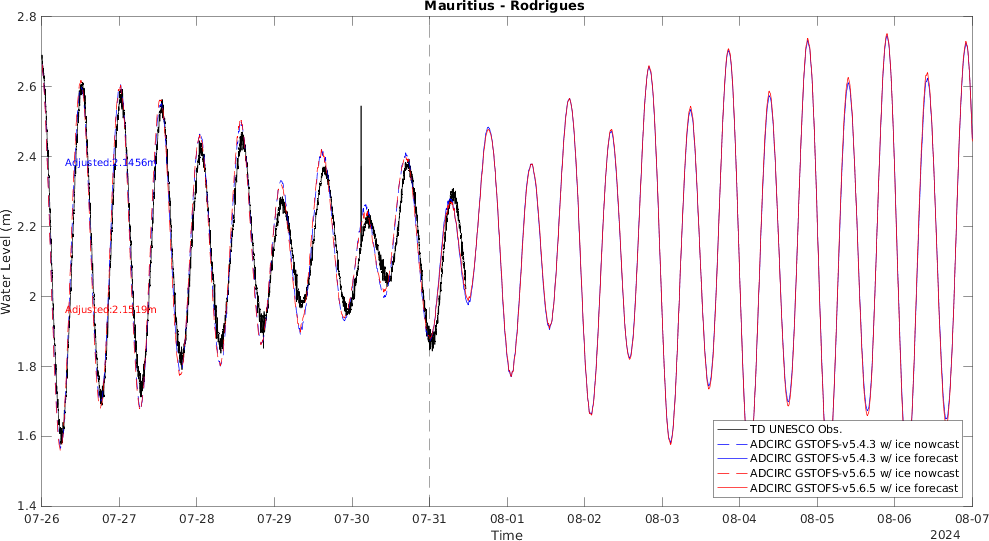 Mauritius - Rodrigues
2.8
2.6
2.4
2.2
2
1.8
1.6
1.4
Water Level (m)
Adjusted:2.1456m
Adjusted:2.1519m
TD UNESCO Obs.
ADCIRC GSTOFS-v5.4.3 w/ ice nowcast
ADCIRC GSTOFS-v5.4.3 w/ ice forecast
ADCIRC GSTOFS-v5.6.5 w/ ice nowcast
ADCIRC GSTOFS-v5.6.5 w/ ice forecast
07-26 07-27 07-28 07-29 07-30 07-31 08-01 08-02 08-03 08-04 08-05 08-06 08-07
Time
2024